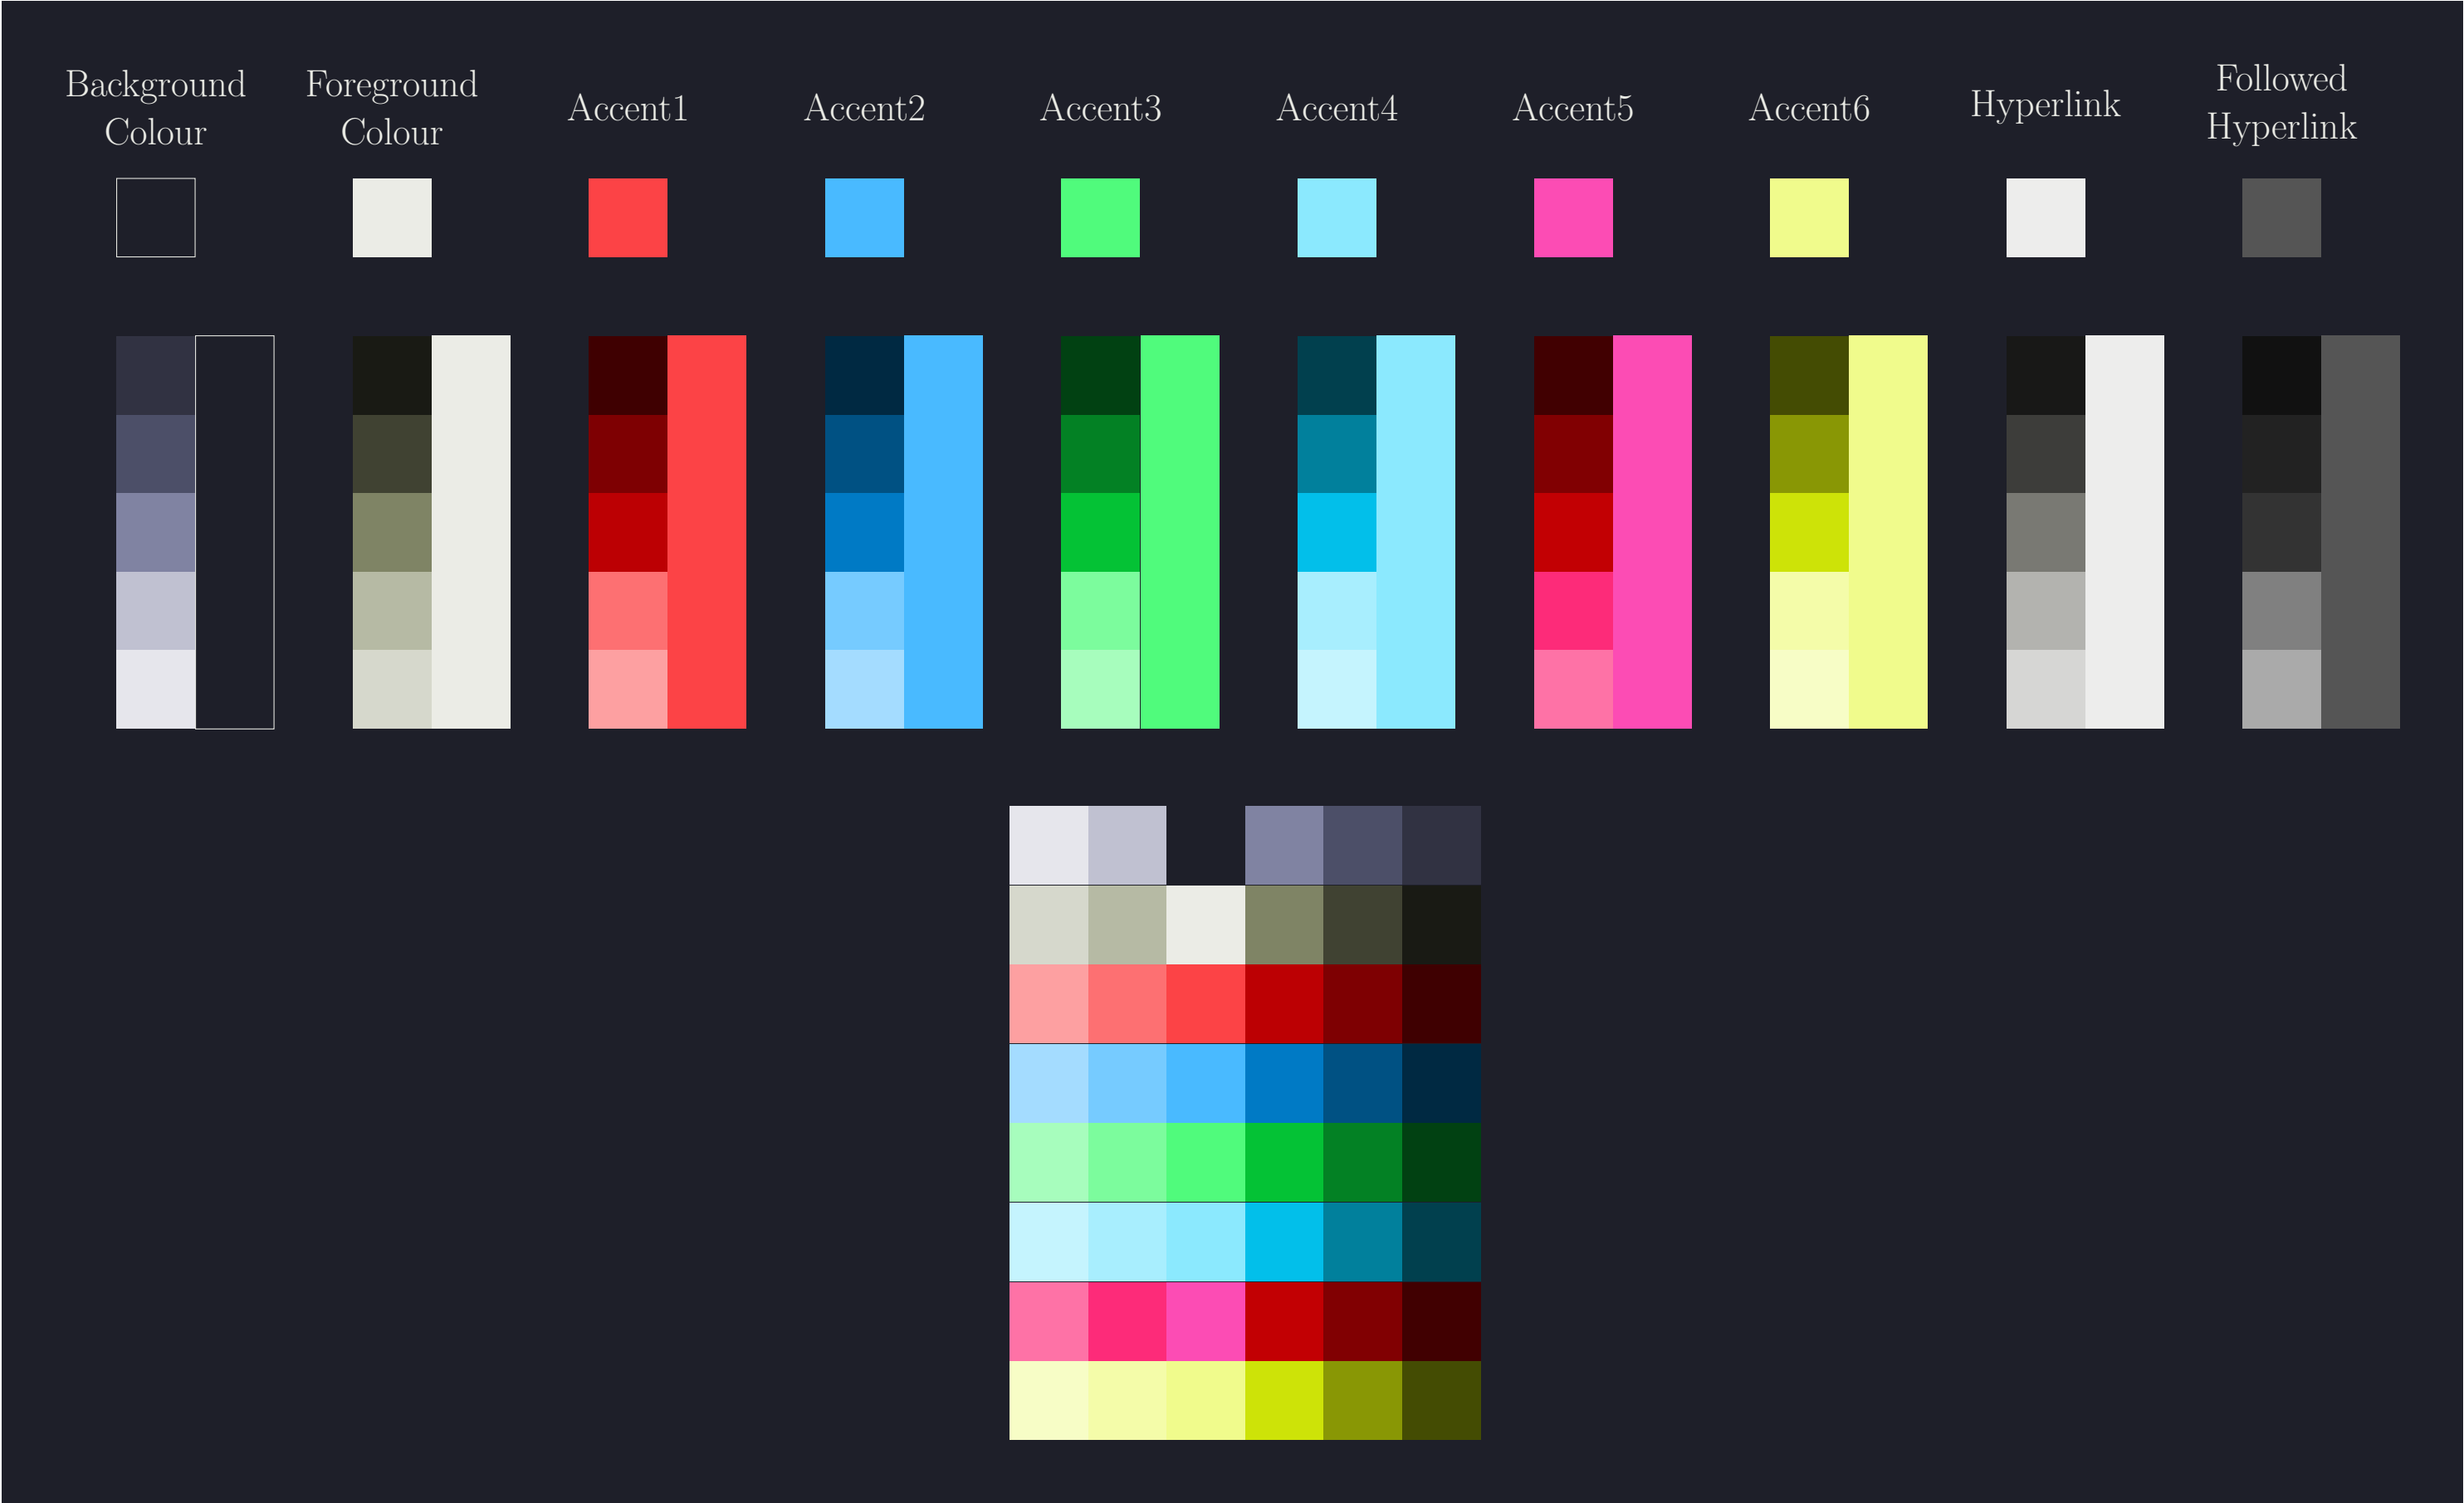 Background
Colour
Foreground
Colour
Accent1
Accent2
Accent3
Accent4
Accent5
Accent6
Hyperlink
Followed
Hyperlink